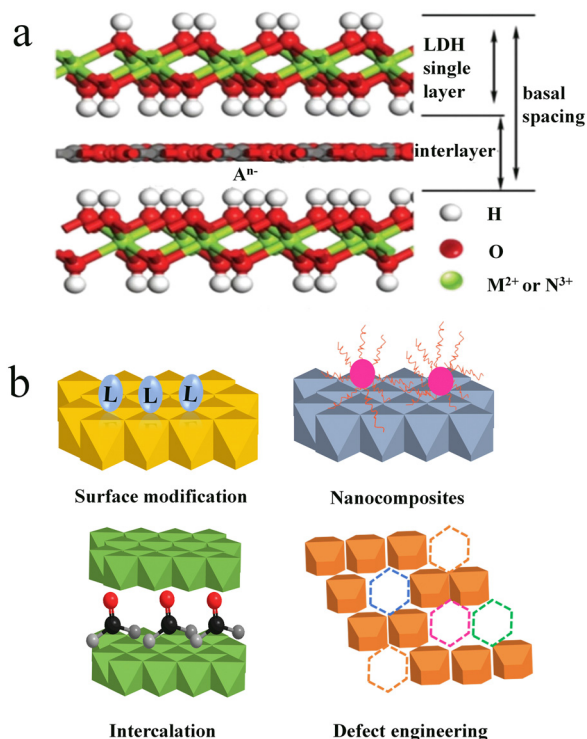 a
LDH
single
layer
basal
spacing
interlayer
Aⁿ⁻
H
O
M²⁺ or N³⁺
b
L
L
L
Surface modification
Nanocomposites
Intercalation
Defect engineering